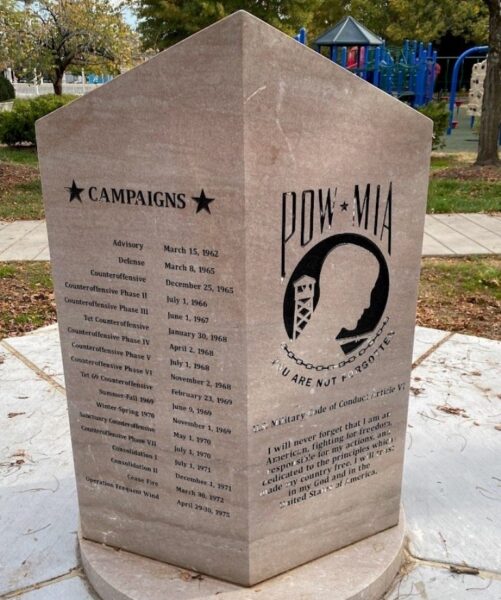 ★ CAMPAIGNS ★
Advisory March 15, 1962
Defense March 8, 1965
Counteroffensive December 25, 1965
Counteroffensive Phase II July 1, 1966
Counteroffensive Phase III June 1, 1967
Tet Counteroffensive January 30, 1968
Counteroffensive Phase IV April 2, 1968
Counteroffensive Phase V July 1, 1968
Counteroffensive Phase VI November 2, 1968
Tet 69 Counteroffensive February 23, 1969
Summer-Fall 1969 June 9, 1969
Winter Spring 1970 November 1, 1969
Sanctuary Counteroffensive May 1, 1970
Counteroffensive Phase VII July 1, 1970
Consolidation I July 1, 1971
Consolidation II December 1, 1971
Cease Fire March 30, 1972
Operation Frequent Wind April 29-30, 1975
POW ★ MIA
YOU ARE NOT FORGOTTEN
U.S. Military Code of Conduct (Article VI)
I will never forget that I am an
American, fighting for freedom,
responsible for my actions, and
dedicated to the principles which
made my country free. I will trust
in my God and in the
United States of America.